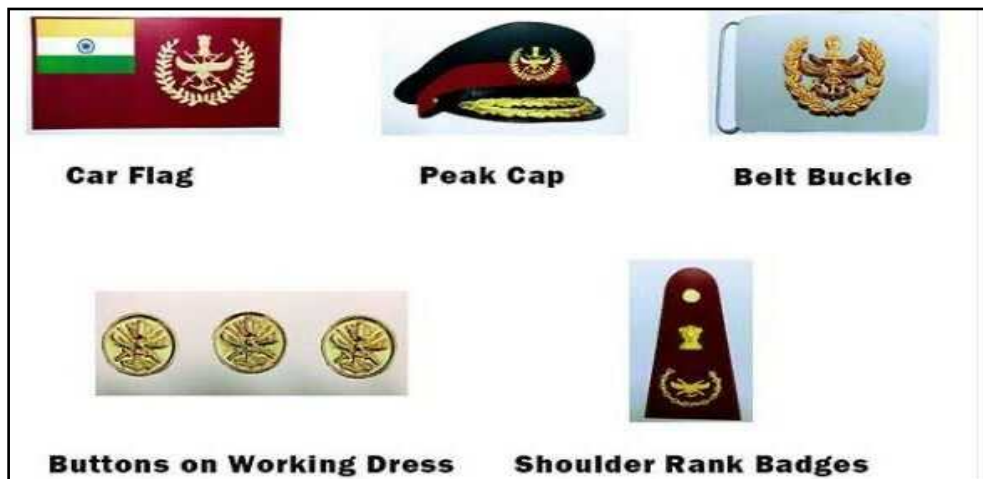 Car Flag
Peak Cap
Belt Buckle
Buttons on Working Dress
Shoulder Rank Badges